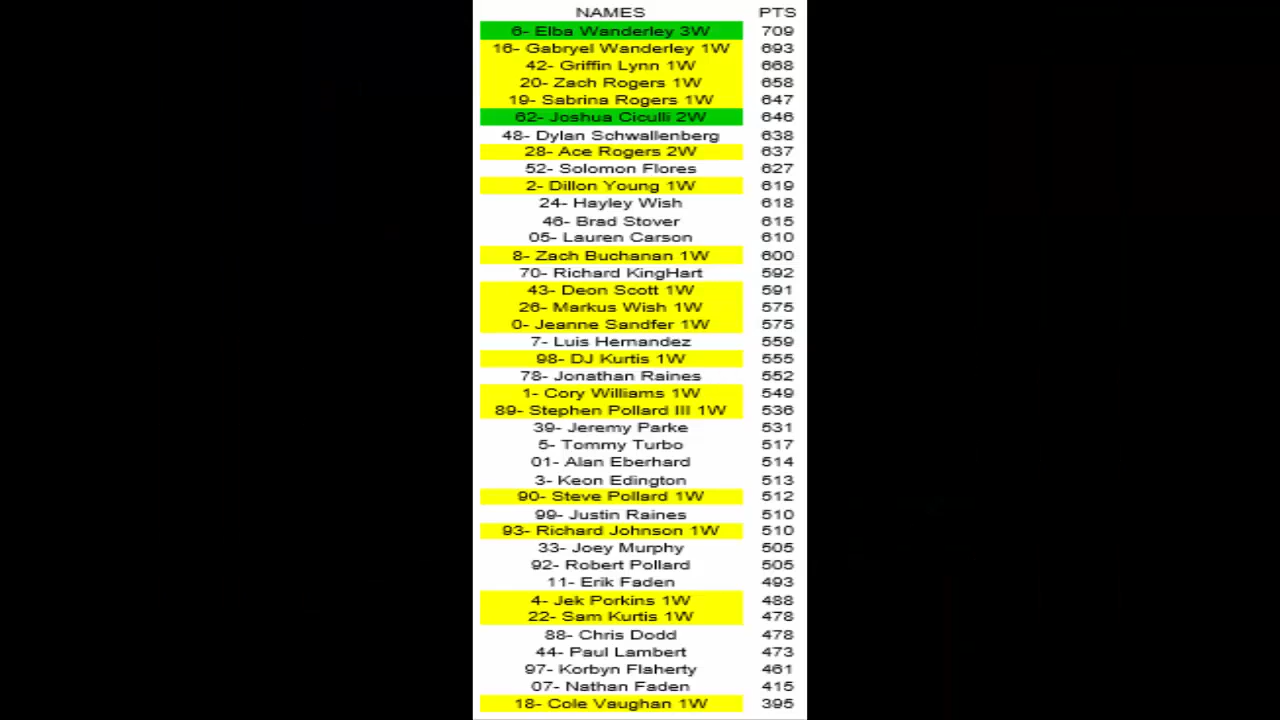 NAMES PTS
6- Elba Wanderley 3W 709
16- Gabryel Wanderley 1W 693
42- Griffin Lynn 1W 668
20- Zach Rogers 1W 658
19- Sabrina Rogers 1W 647
62- Joshua Ciculli 2W 646
48- Dylan Schwallenberg 638
28- Ace Rogers 2W 637
52- Solomon Flores 627
2- Dillon Young 1W 619
24- Hayley Wish 618
46- Brad Stover 615
05- Lauren Carson 610
8- Zach Buchanan 1W 600
70- Richard KingHart 592
43- Deon Scott 1W 591
26- Markus Wish 1W 575
0- Jeanne Sandfer 1W 575
7- Luis Hernandez 559
98- DJ Kurtis 1W 555
78- Jonathan Raines 552
1- Cory Williams 1W 549
89- Stephen Pollard III 1W 536
39- Jeremy Parke 531
5- Tommy Turbo 517
01- Alan Eberhard 514
3- Keon Edington 513
90- Steve Pollard 1W 512
99- Justin Raines 510
93- Richard Johnson 1W 510
33- Joey Murphy 505
92- Robert Pollard 505
11- Erik Faden 493
4- Jek Porkins 1W 488
22- Sam Kurtis 1W 478
88- Chris Dodd 478
44- Paul Lambert 473
97- Korbyn Flaherty 461
07- Nathan Faden 415
18- Cole Vaughan 1W 395